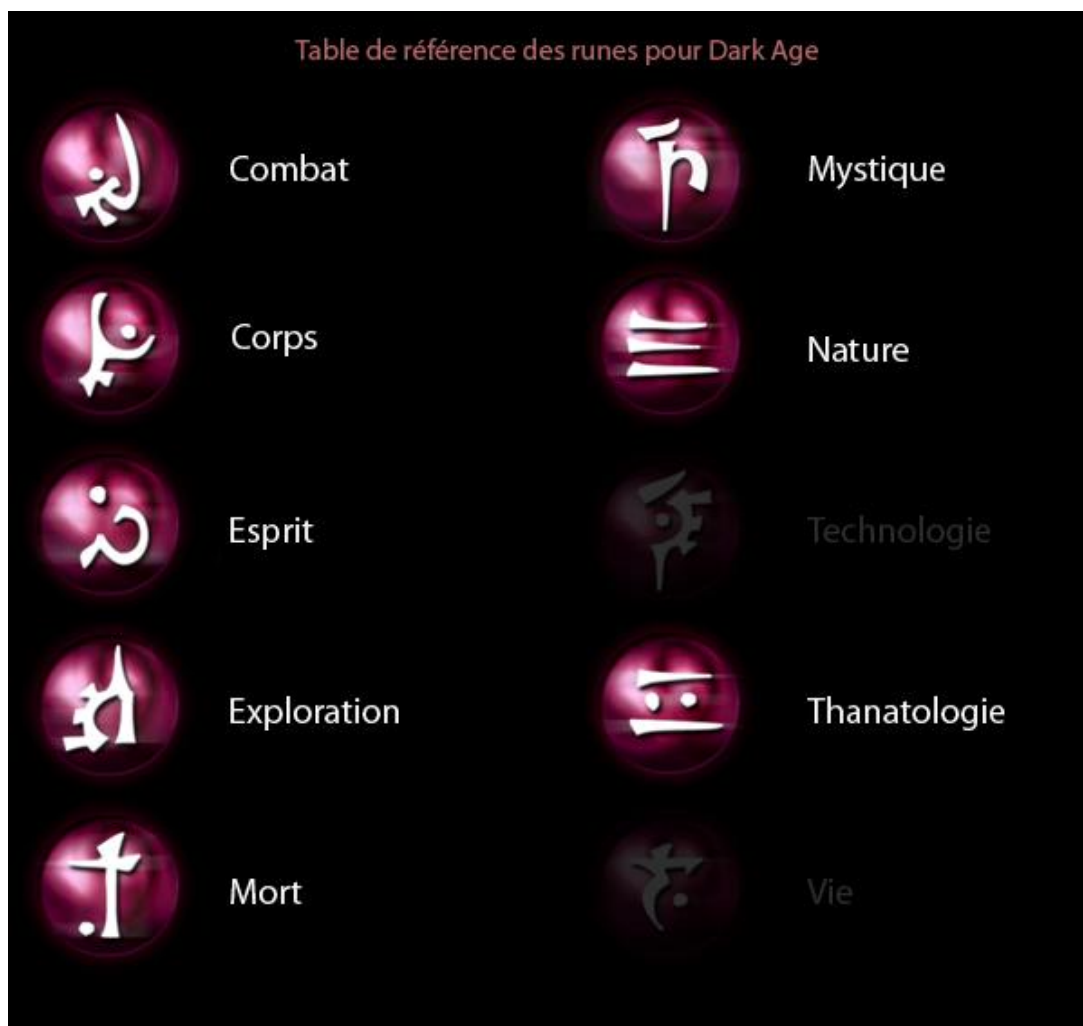 Table de référence des runes pour Dark Age
Combat
Mystique
Corps
Nature
Esprit
Technologie
Exploration
Thanatologie
Mort
Vie